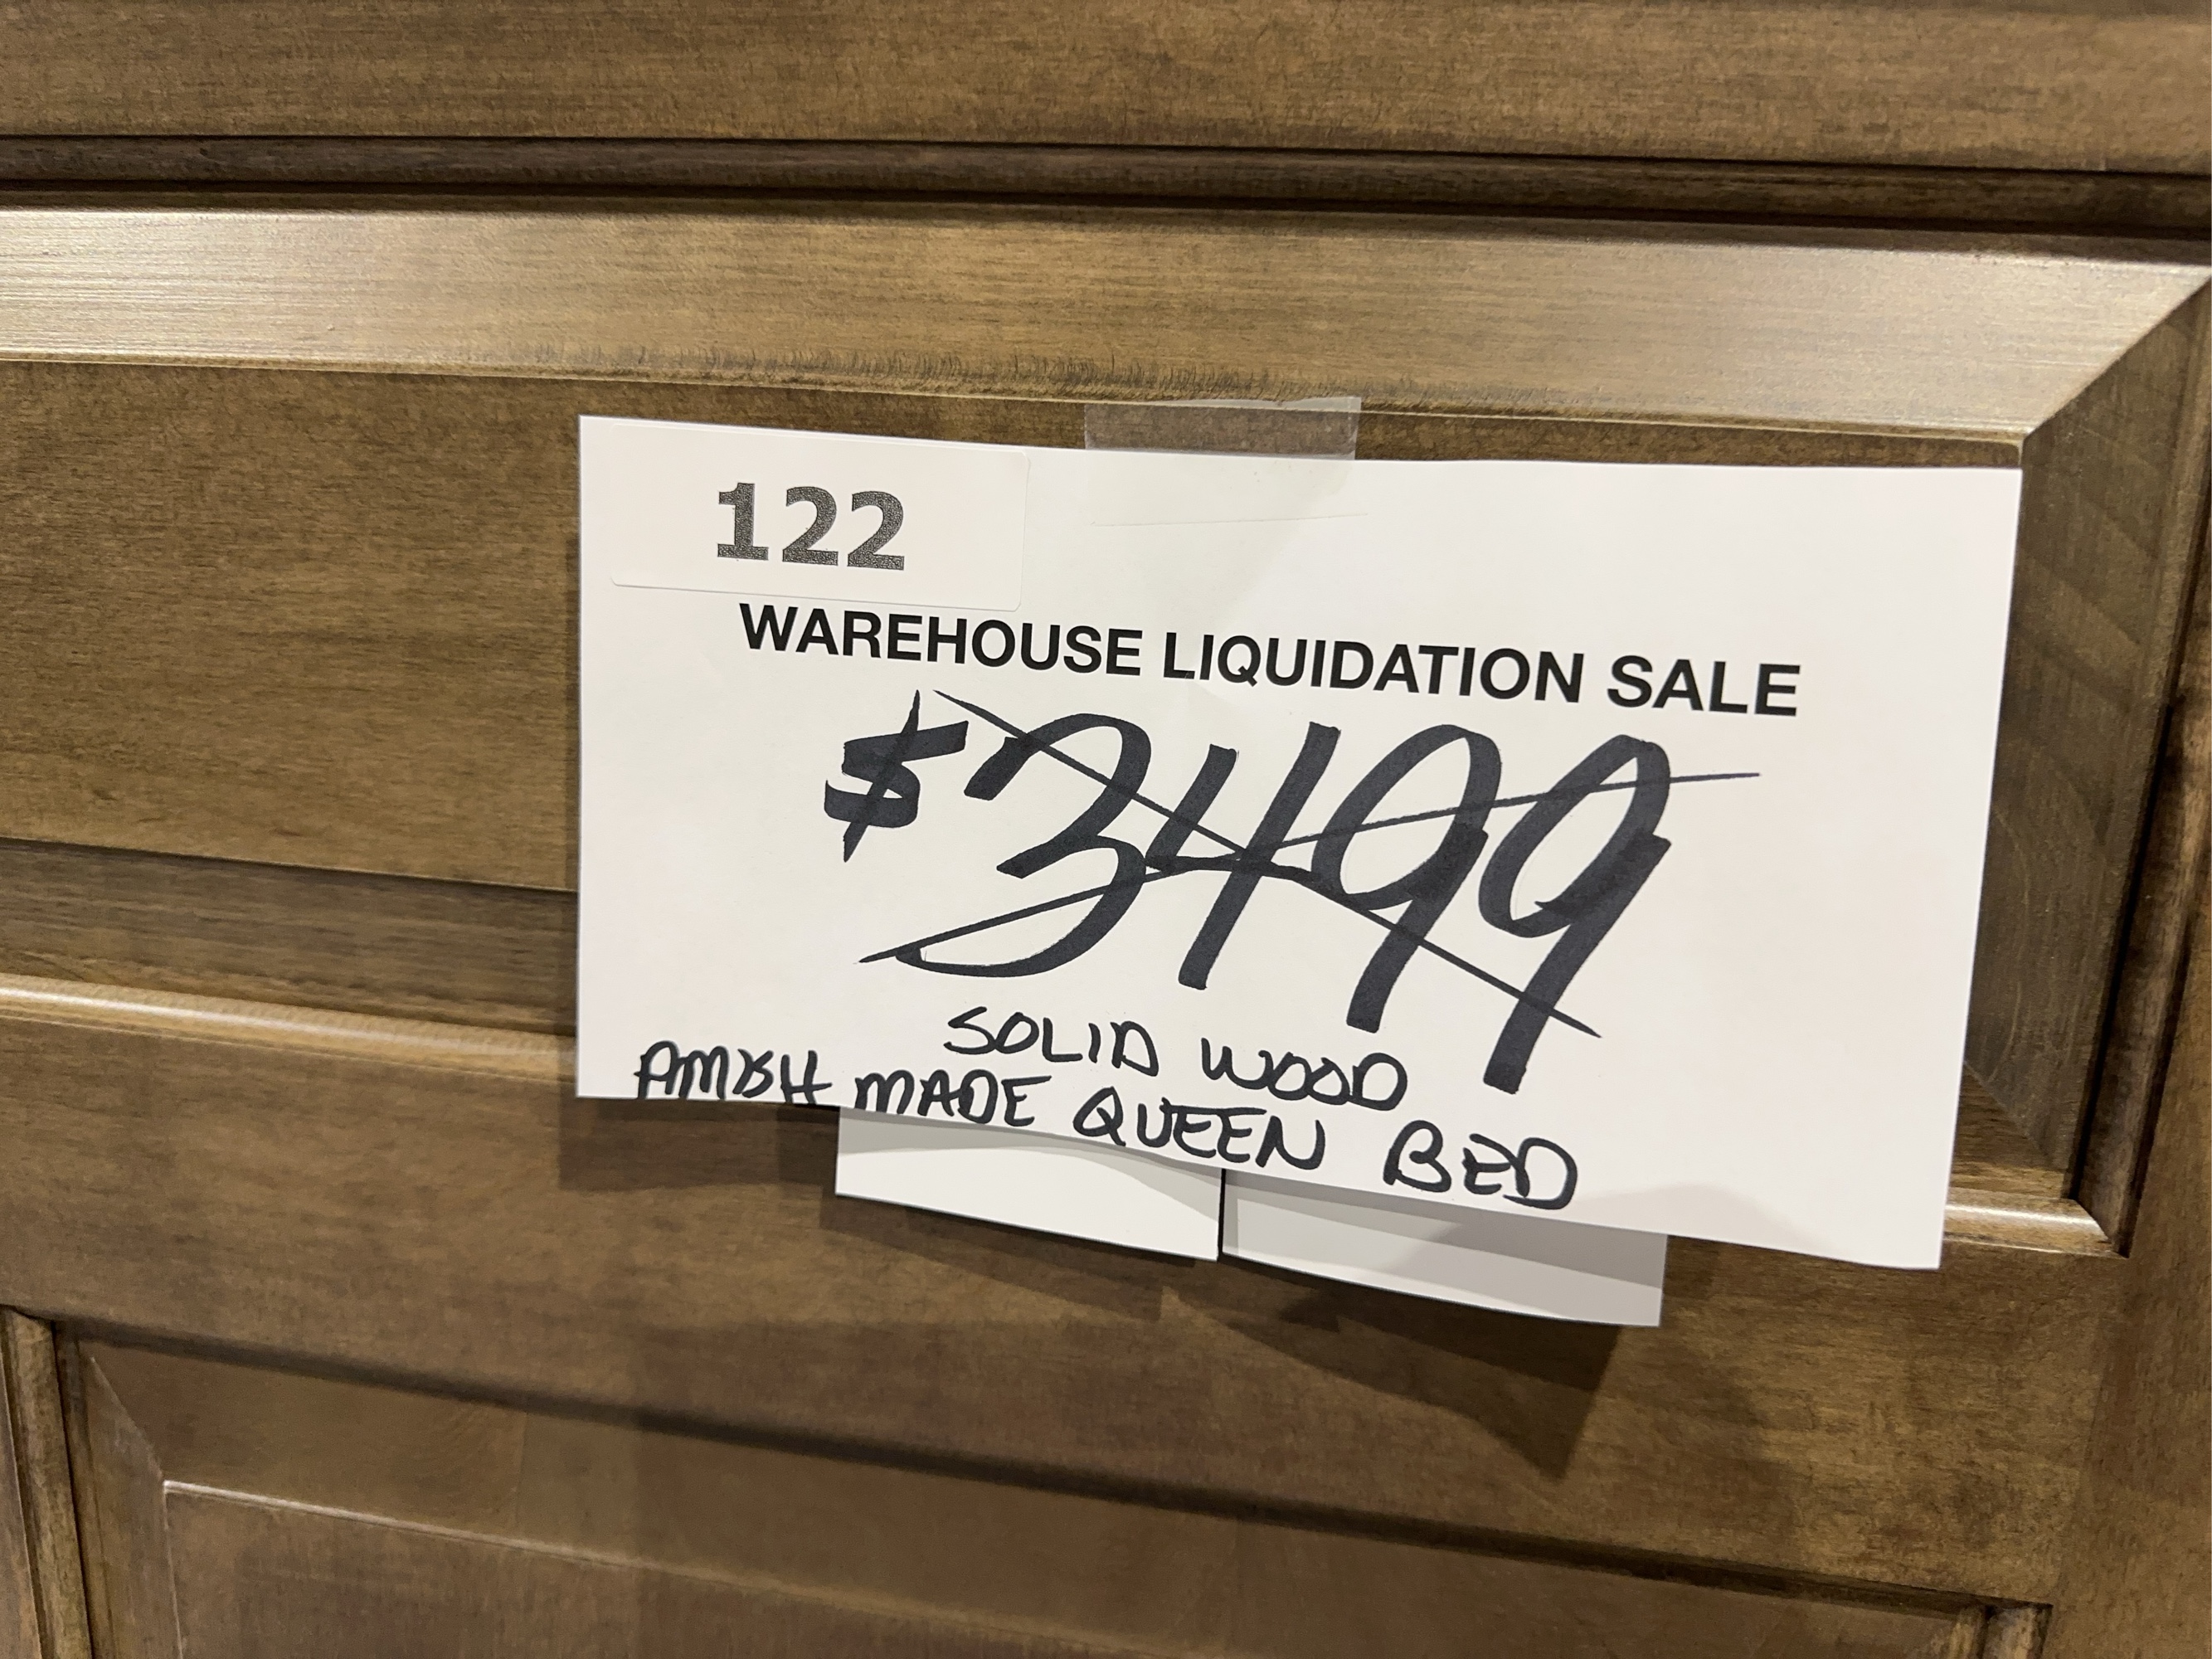 122
WAREHOUSE LIQUIDATION SALE
$3499
SOLID WOOD
AMISH MADE QUEEN BED